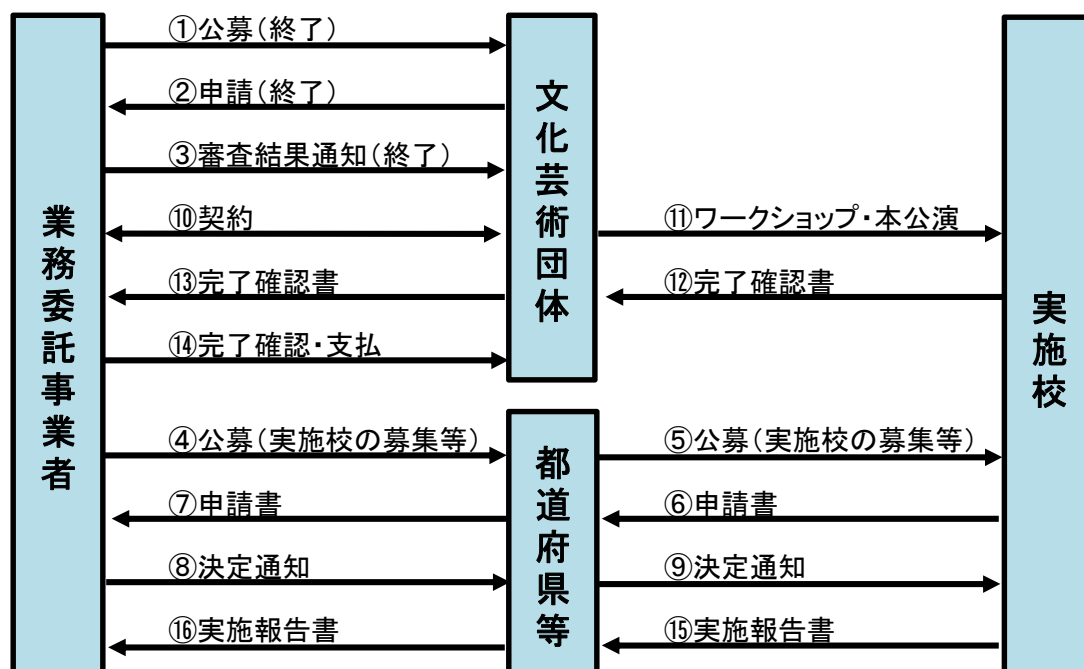 業務委託事業者
①公募（終了）
②申請（終了）
③審査結果通知（終了）
⑩契約
⑬完了確認書
⑭完了確認・支払
文化芸術団体
⑪ワークショップ・本公演
⑫完了確認書
実施校
④公募（実施校の募集等）
⑦申請書
⑧決定通知
⑯実施報告書
都道府県等
⑤公募（実施校の募集等）
⑥申請書
⑨決定通知
⑮実施報告書